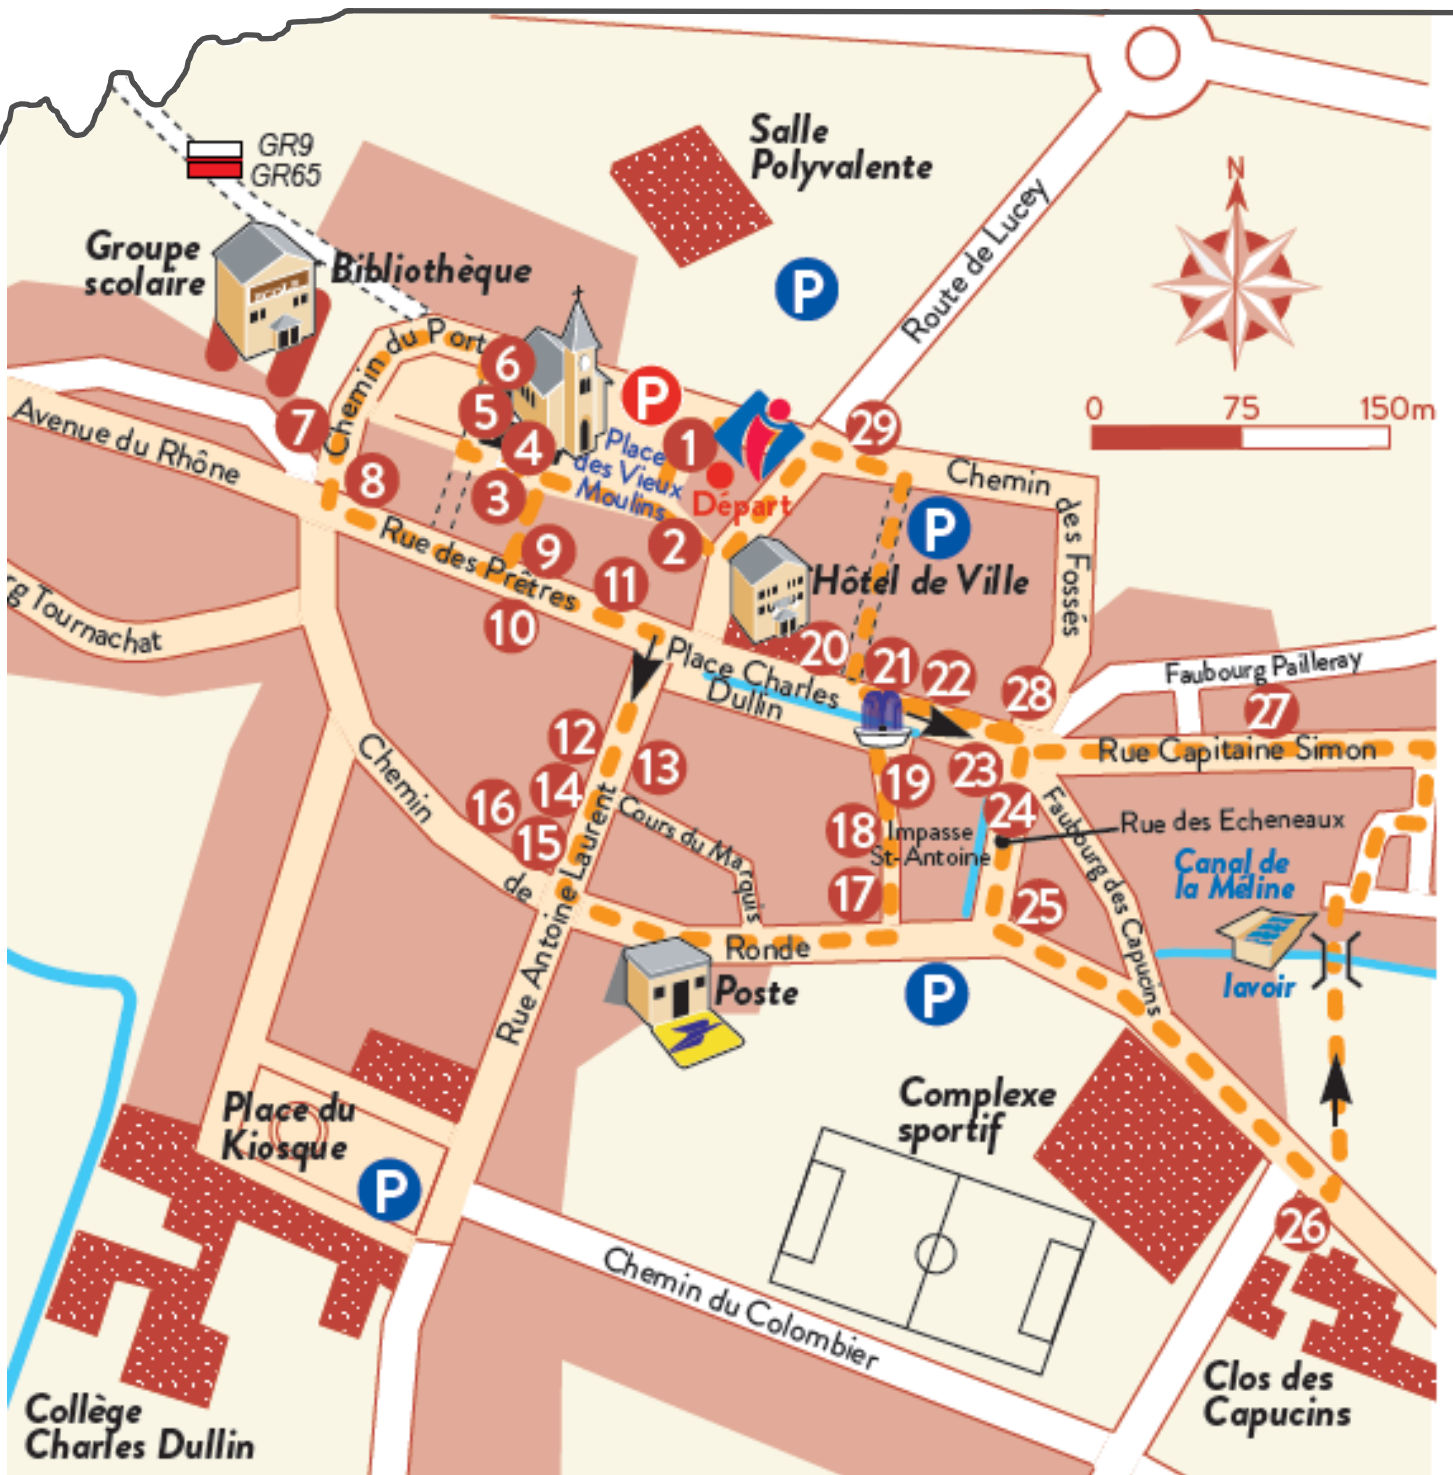 GR9
GR65
Salle
Polyvalente
N
Groupe
scolaire
Bibliothèque
P
Route de Lucey
0 75 150m
Chemin du Port
6
5
P
7
4
1
29
Avenue du Rhône
Place
des Vieux
Moulins
Départ
Chemin
des Fossés
8
3
P
Rue des Prêtres
9
2
11
Hôtel de Ville
10
Tournachat
20
21
22
28
Place Charles
Dullin
Faubourg Pailleray
27
12
13
Rue Capitaine Simon
19
23
Chemin
de
Ronde
14
16
15
Cours du Marquis
18
Impasse
St-Antoine
24
Rue des Echeneaux
Faubourg des Capucins
Canal de
la Méline
17
25
Rue Antoine Laurent
lavoir
Poste
P
Complexe
sportif
Place du
Kiosque
P
26
Chemin du Colombier
Clos des
Capucins
Collège
Charles Dullin